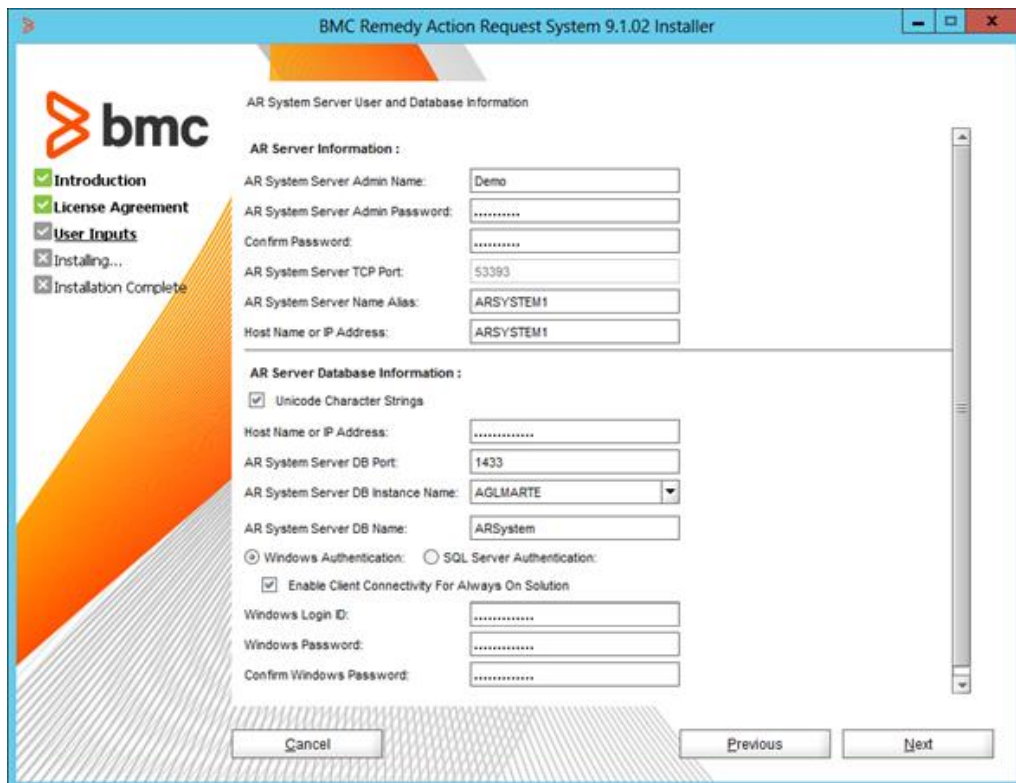 BMC Remedy Action Request System 9.1.02 Installer
bmc
Introduction
License Agreement
User Inputs
Installing...
Installation Complete
AR System Server User and Database Information
AR Server Information :
AR System Server Admin Name: Demo
AR System Server Admin Password: ..........
Confirm Password: ..........
AR System Server TCP Port: 53393
AR System Server Name Alias: ARSYSTEM1
Host Name or IP Address: ARSYSTEM1
AR Server Database Information :
Unicode Character Strings
Host Name or IP Address: .............
AR System Server DB Port: 1433
AR System Server DB Instance Name: AGLMARTE
AR System Server DB Name: ARSystem
Windows Authentication: SQL Server Authentication:
Enable Client Connectivity For Always On Solution
Windows Login ID: .............
Windows Password: .............
Confirm Windows Password: .............
Cancel Previous Next